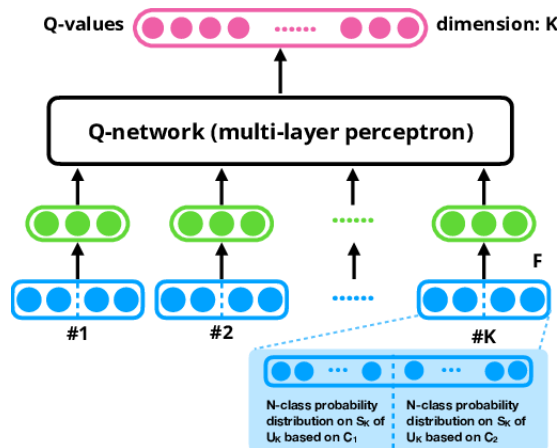 Q-values dimension: K
Q-network (multi-layer perceptron)
F
#1 #2 #K
N-class probability
distribution on Sₖ of
Uₖ based on C₁
N-class probability
distribution on Sₖ of
Uₖ based on C₂